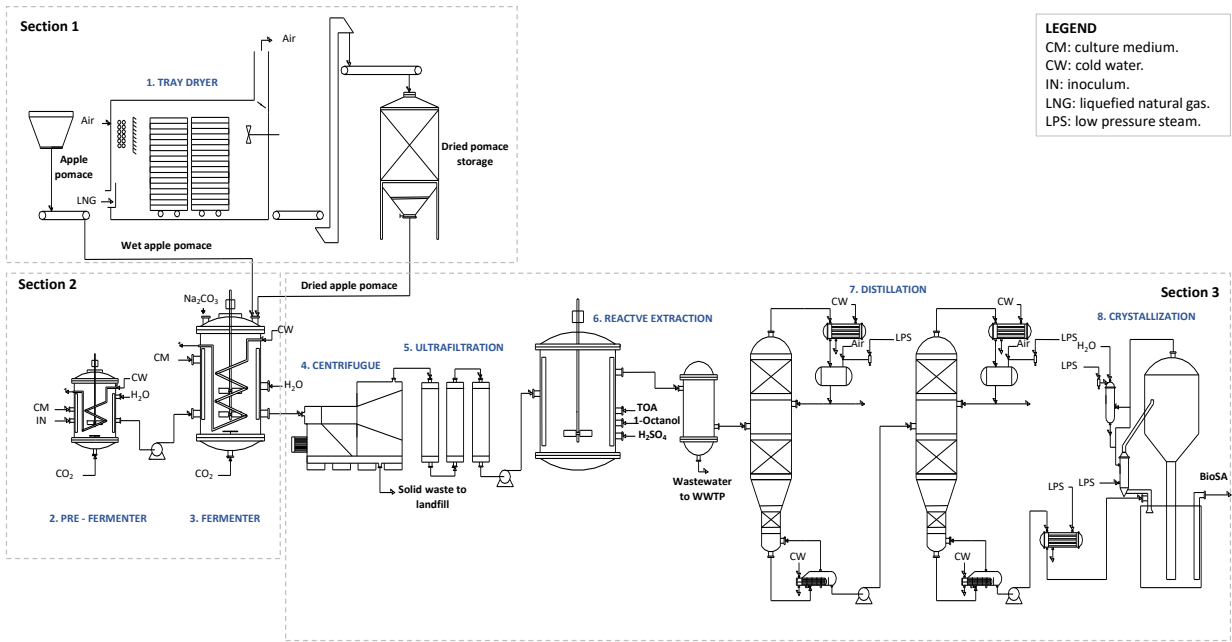 Section 1
Air
1. TRAY DRYER
Air
Apple
pomace
LNG
Dried pomace
storage
Wet apple pomace
LEGEND
CM: culture medium.
CW: cold water.
IN: inoculum.
LNG: liquefied natural gas.
LPS: low pressure steam.
Section 2
Na₂CO₃
CW
CM
H₂O
CW
H₂O
CM
IN
CO₂
CO₂
2. PRE - FERMENTER
3. FERMENTER
Dried apple pomace
Section 3
4. CENTRIFUGUE
5. ULTRAFILTRATION
Solid waste to
landfill
6. REACTVE EXTRACTION
TOA
1-Octanol
H₂SO₄
Wastewater
to WWTP
7. DISTILLATION
CW
LPS
Air
CW
CW
LPS
Air
CW
8. CRYSTALLIZATION
H₂O
LPS
LPS
LPS
BioSA